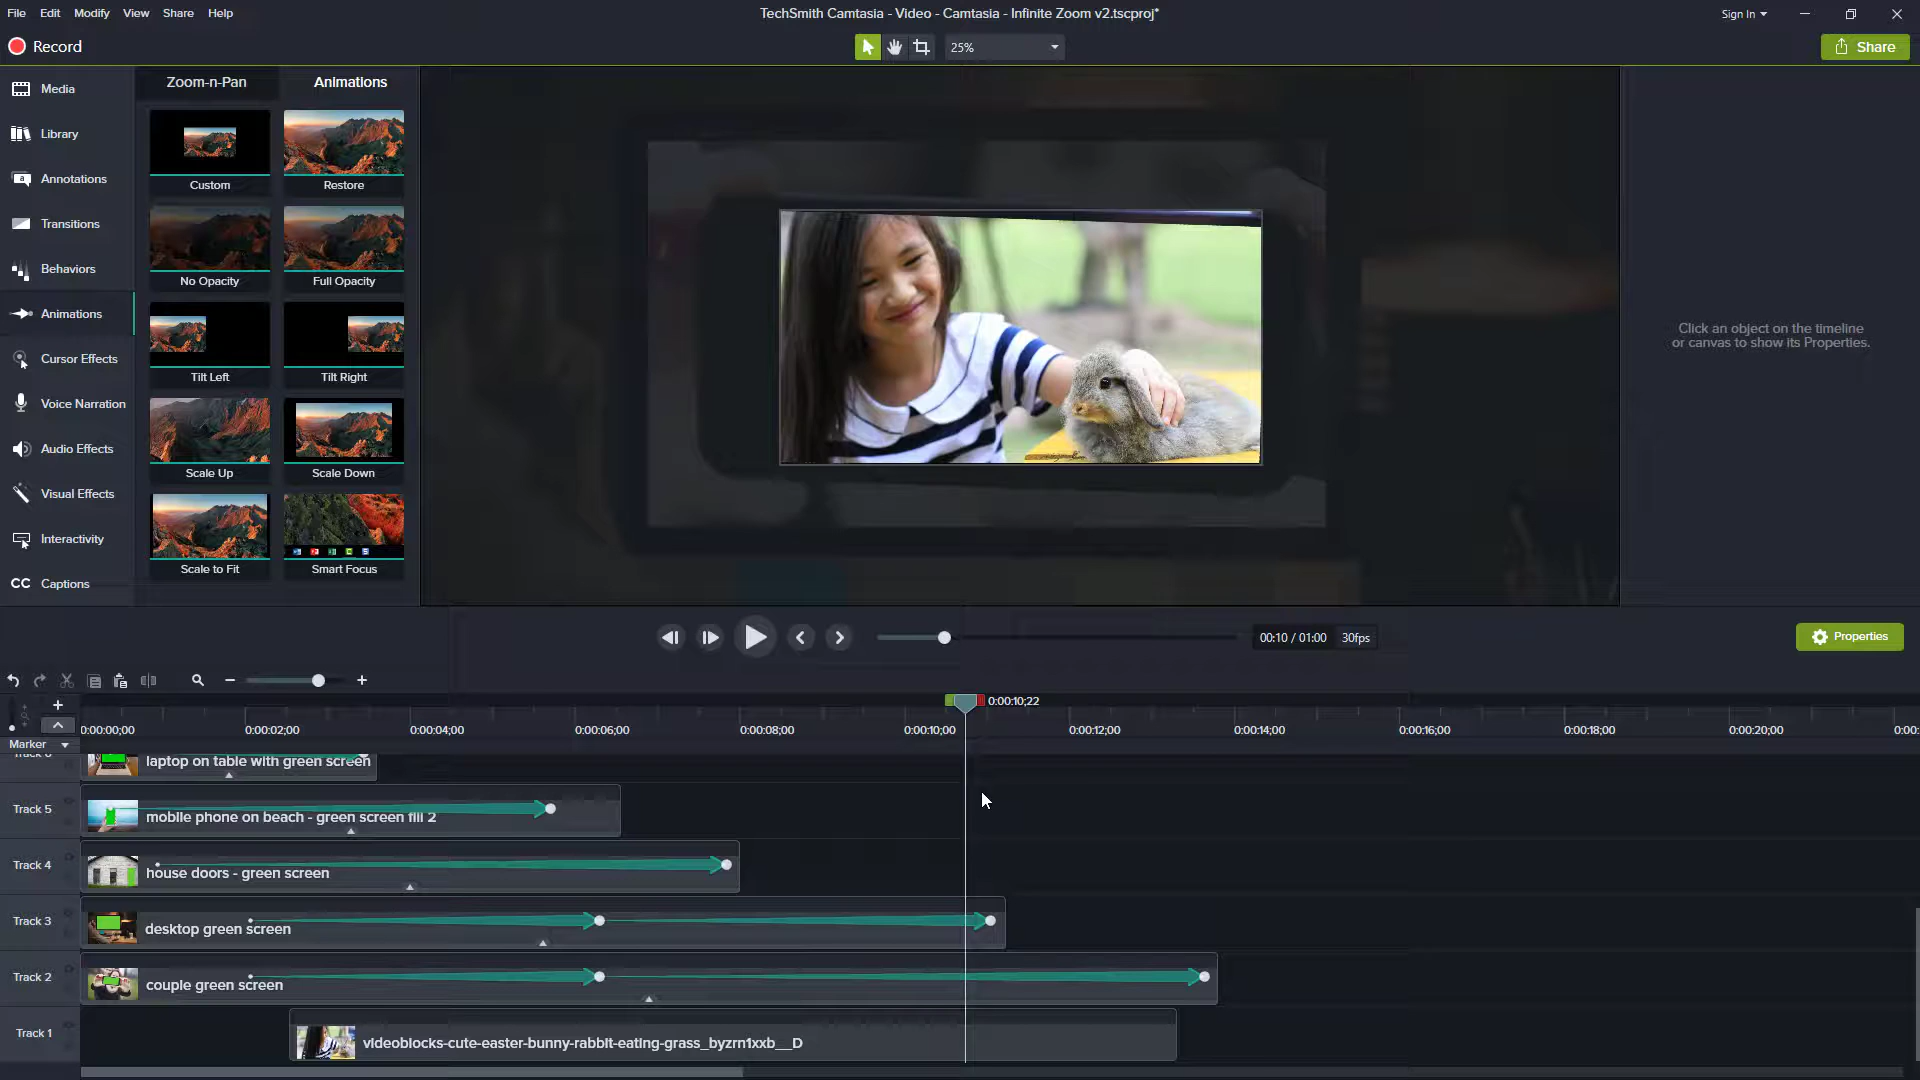 File Edit Modify View Share Help
TechSmith Camtasia - Video - Camtasia - Infinite Zoom v2.tscproj*
Sign In
Record
25%
Share
Media
Library
Annotations
Transitions
Behaviors
Animations
Cursor Effects
Voice Narration
Audio Effects
Visual Effects
Interactivity
CC Captions
Zoom-n-Pan Animations
Custom Restore
No Opacity Full Opacity
Tilt Left Tilt Right
Scale Up Scale Down
Scale to Fit Smart Focus
Click an object on the timeline
or canvas to show its Properties.
00:10 / 01:00 30fps
Properties
0:00:10;22
0:00:00;00 0:00:02;00 0:00:04;00 0:00:06;00 0:00:08;00 0:00:10;00 0:00:12;00 0:00:14;00 0:00:16;00 0:00:18;00 0:00:20;00 0:00:
Marker
laptop on table with green screen
Track 5 mobile phone on beach - green screen fill 2
Track 4 house doors - green screen
Track 3 desktop green screen
Track 2 couple green screen
Track 1 videoblocks-cute-easter-bunny-rabbit-eating-grass_byzrn1xxb__D